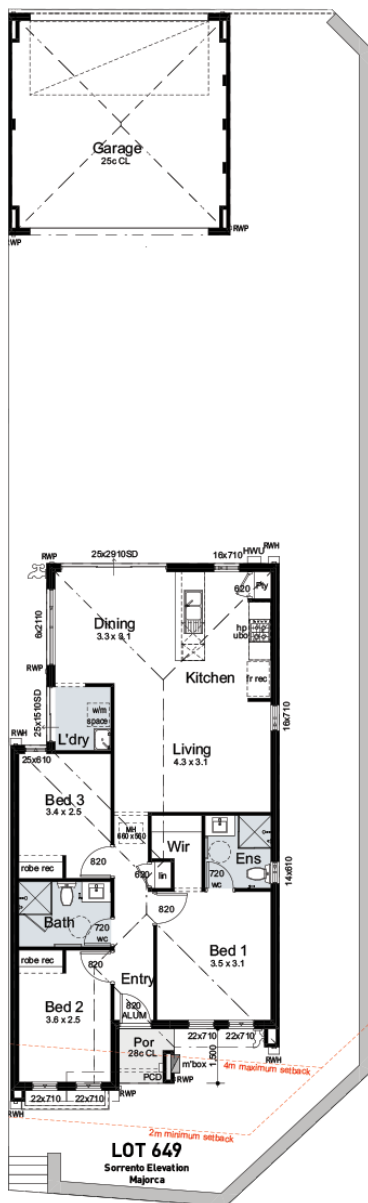 Garage
25c CL
RWP
WP
25x2910SD
16x710
HWU
RWH
RWP
620
Pty
Dining
3.3 x 3.1
6x2110
hp
ubo
Kitchen
fr rec
RWP
25x1510SD
w/m
space
L'dry
16x710
Living
4.3 x 3.1
RWH
25x610
Bed 3
3.4 x 2.5
MH
Wir
Ens
820
620
lin
720
WC
14x610
robe rec
Bath
720
WC
820
Bed 1
3.5 x 3.1
robe rec
820
Entry
Bed 2
3.6 x 2.5
820
ALUM
Por
28c CL
22x710
22x710
m'box
1,500
RWH
4m maximum setback
PCD
RWP
22x710
22x710
RWH
2m minimum setback
LOT 649
Sorrento Elevation
Majorca